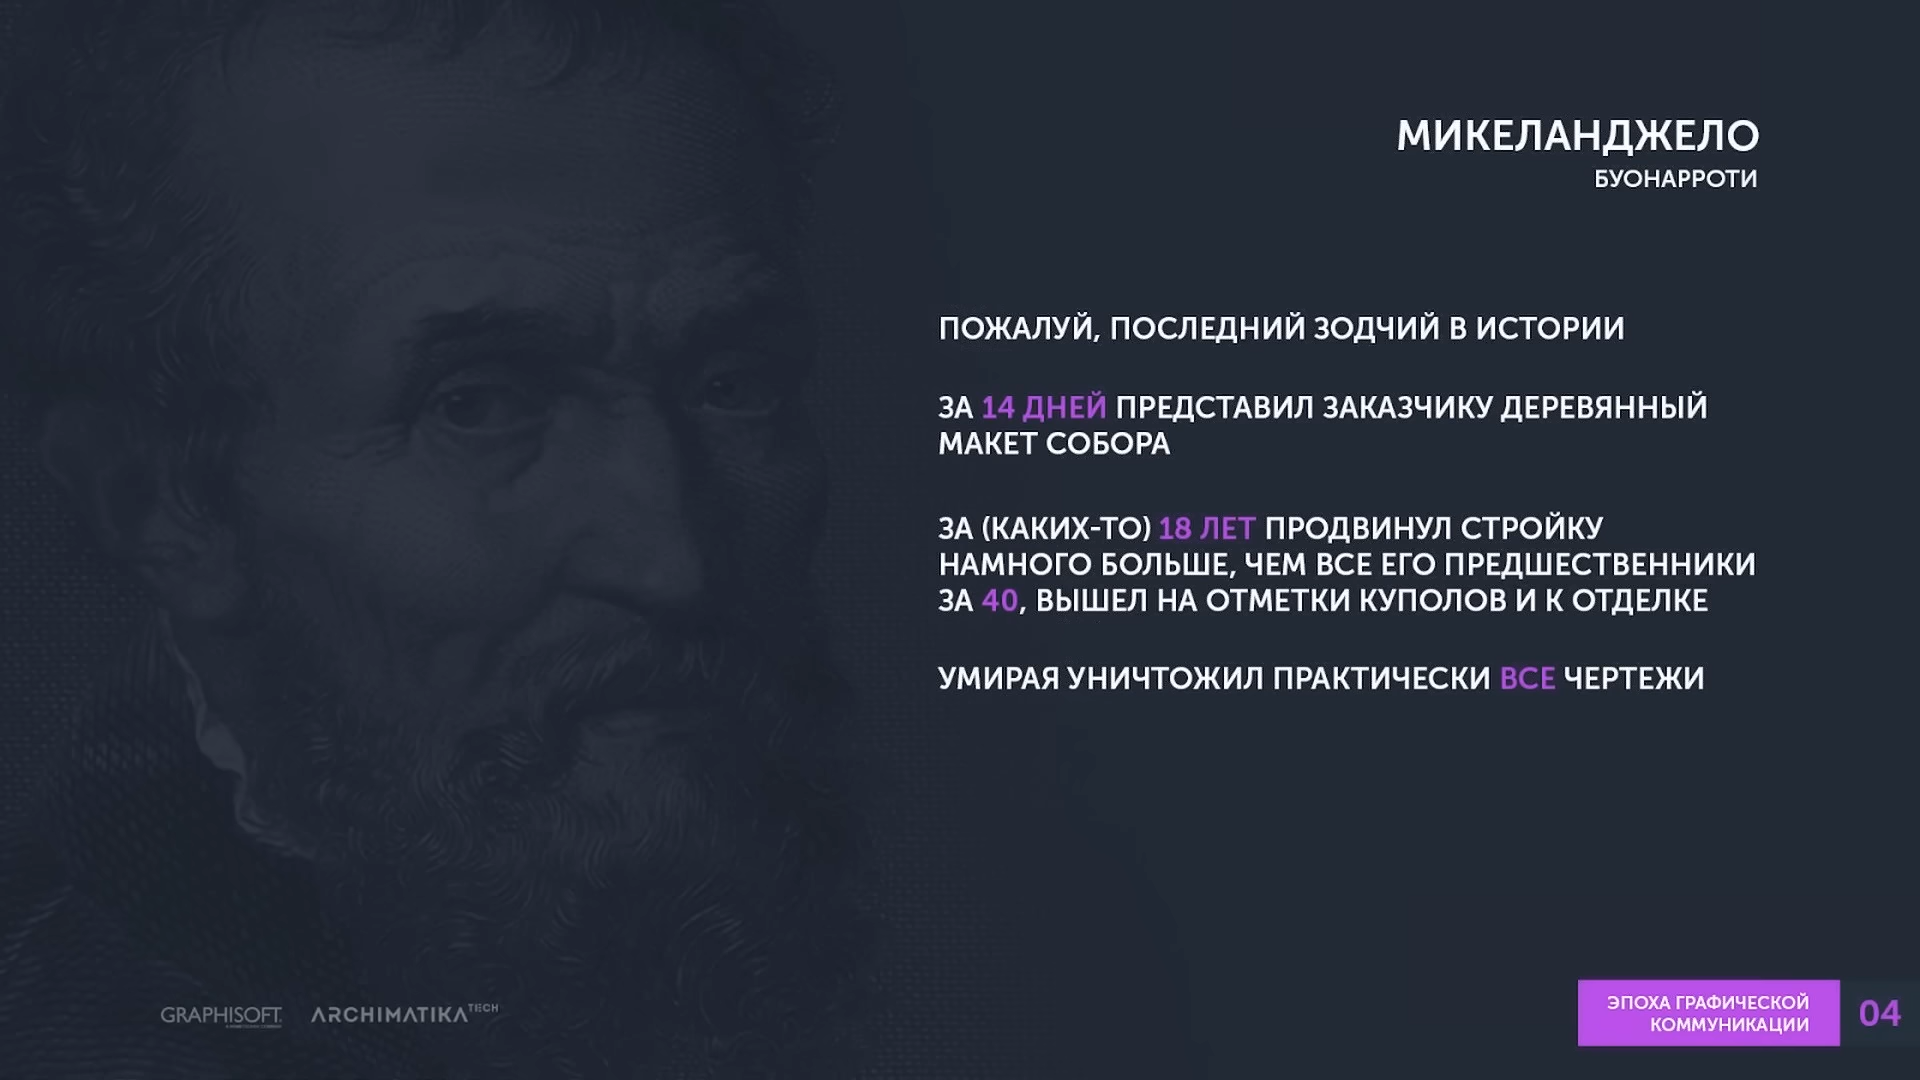 МИКЕЛАНДЖЕЛО
БУОНАРРОТИ
ПОЖАЛУЙ, ПОСЛЕДНИЙ ЗОДЧИЙ В ИСТОРИИ
ЗА 14 ДНЕЙ ПРЕДСТАВИЛ ЗАКАЗЧИКУ ДЕРЕВЯННЫЙ
МАКЕТ СОБОРА
ЗА (КАКИХ-ТО) 18 ЛЕТ ПРОДВИНУЛ СТРОЙКУ
НАМНОГО БОЛЬШЕ, ЧЕМ ВСЕ ЕГО ПРЕДШЕСТВЕННИКИ
ЗА 40, ВЫШЕЛ НА ОТМЕТКИ КУПОЛОВ И К ОТДЕЛКЕ
УМИРАЯ УНИЧТОЖИЛ ПРАКТИЧЕСКИ ВСЕ ЧЕРТЕЖИ
GRAPHISOFT.
ARCHIMATIKA TECH
ЭПОХА ГРАФИЧЕСКОЙ
КОММУНИКАЦИИ
04